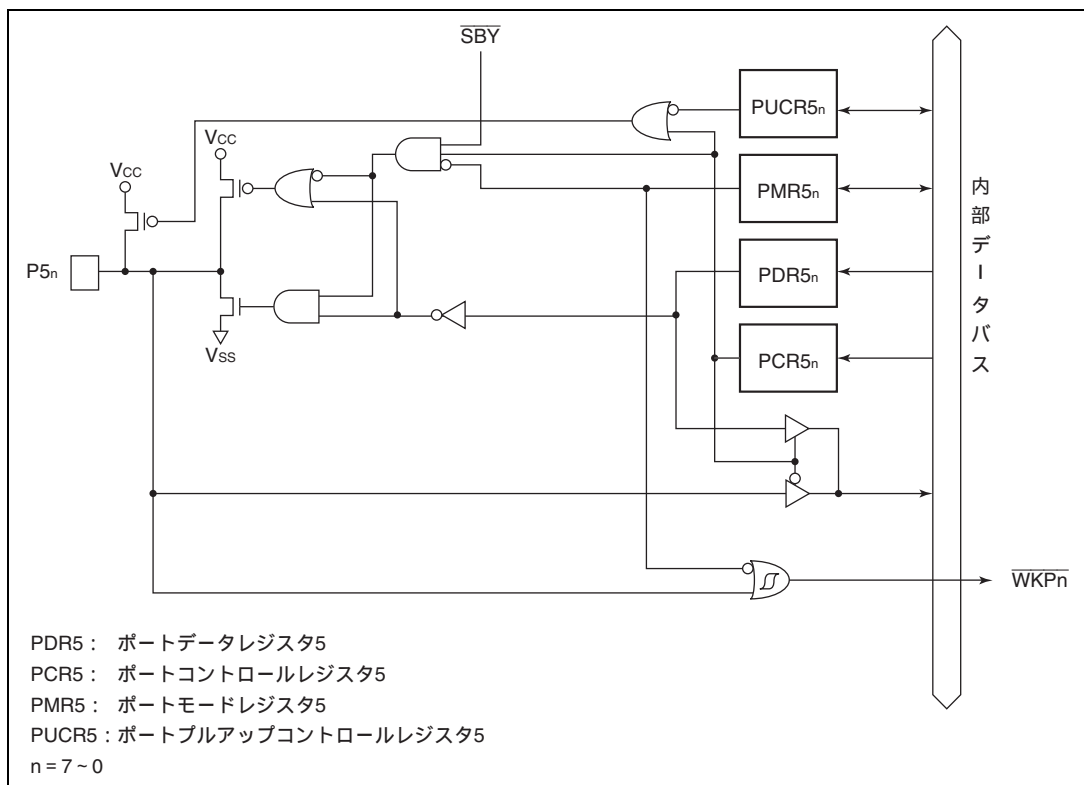 SBY
PUCR5n
VCC
VCC
PMR5n
内部データバス
P5n
PDR5n
VSS
PCR5n
WKPn
PDR5： ポートデータレジスタ5
PCR5： ポートコントロールレジスタ5
PMR5： ポートモードレジスタ5
PUCR5：ポートプルアップコントロールレジスタ5
n = 7 ~ 0